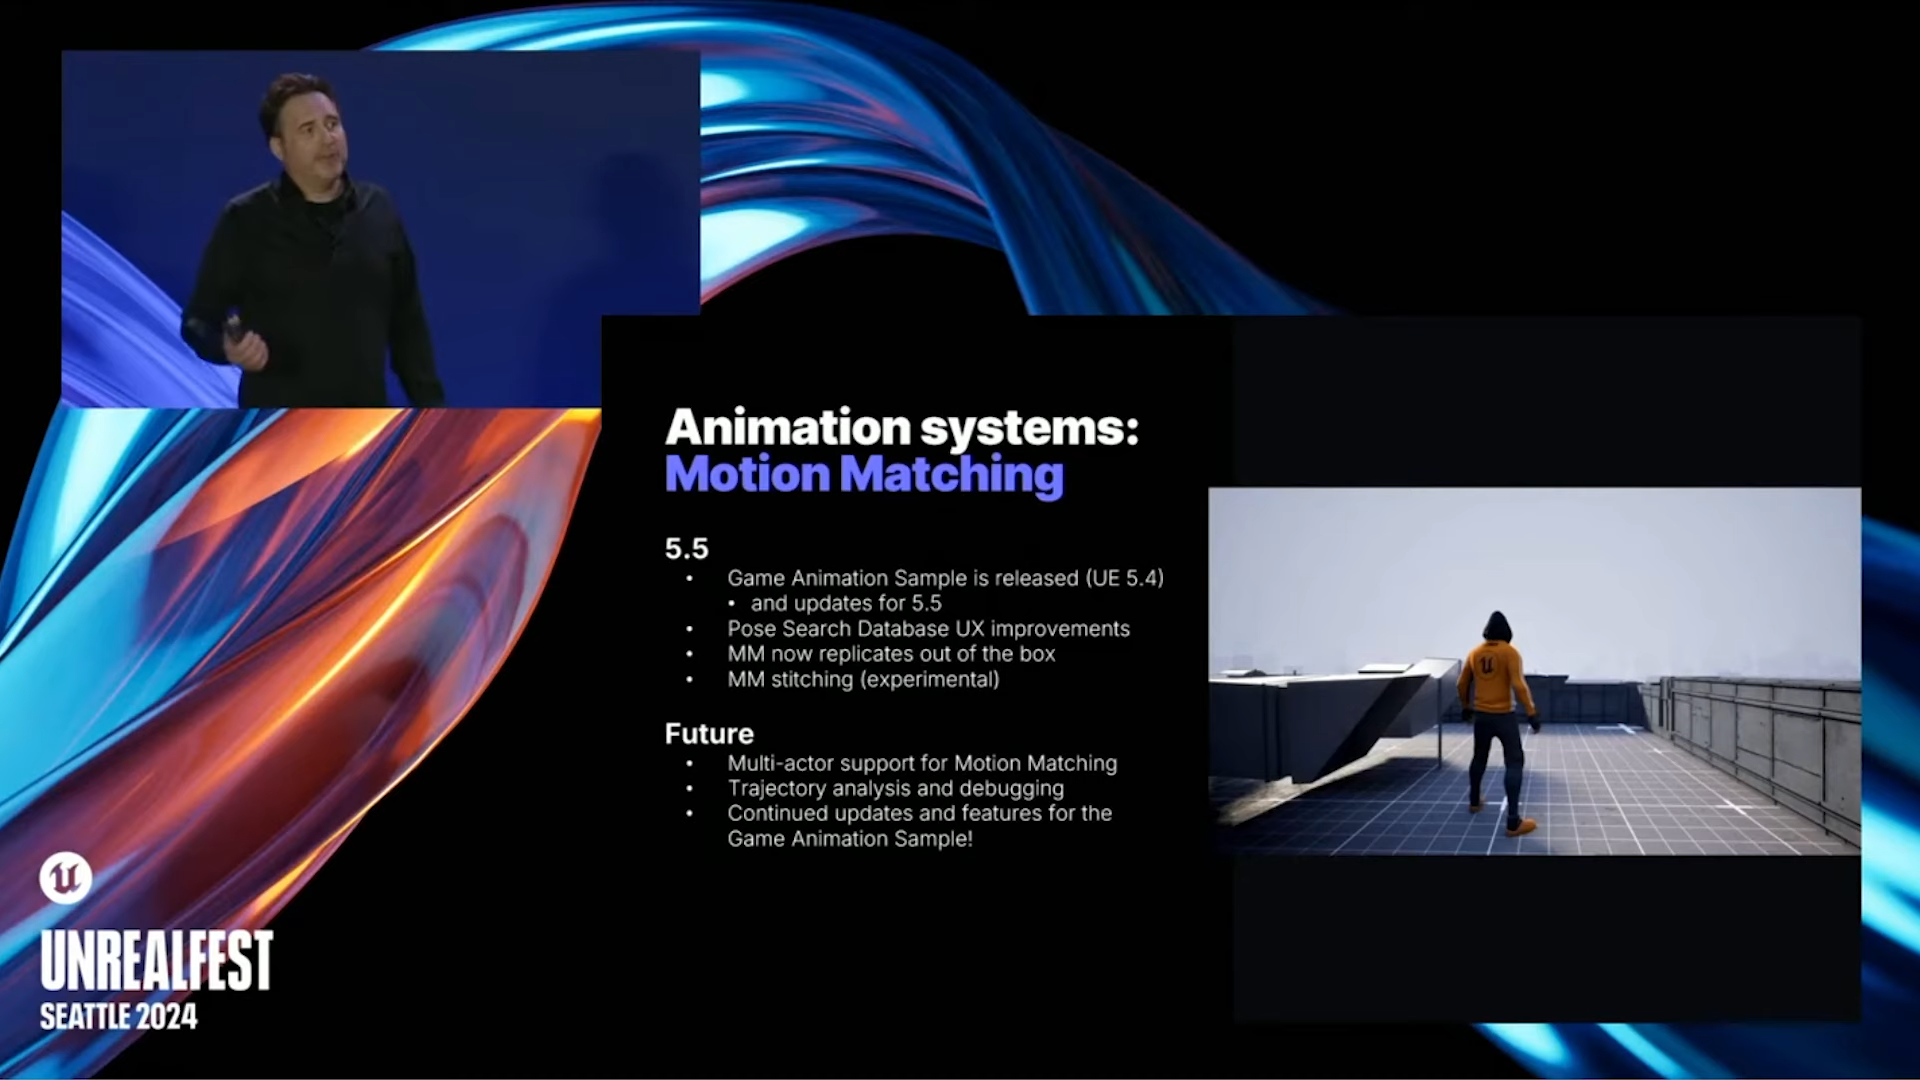 Animation systems:
Motion Matching
5.5
• Game Animation Sample is released (UE 5.4)
• and updates for 5.5
• Pose Search Database UX improvements
• MM now replicates out of the box
• MM stitching (experimental)
Future
• Multi-actor support for Motion Matching
• Trajectory analysis and debugging
• Continued updates and features for the
Game Animation Sample!
UNREALFEST
SEATTLE 2024